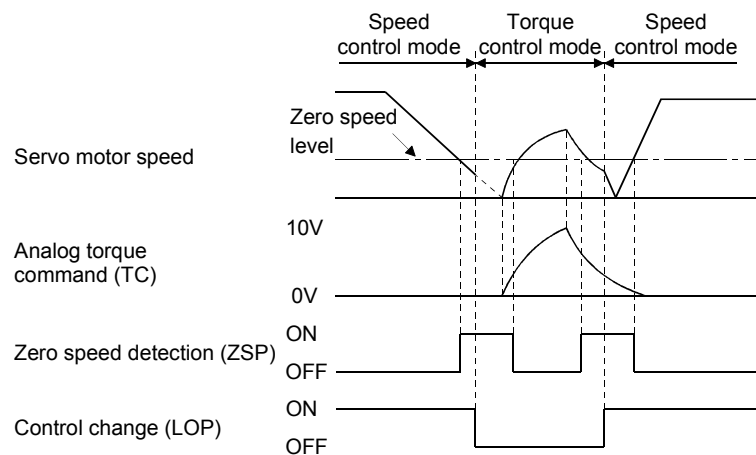 Speed
control mode
Torque
control mode
Speed
control mode
Zero speed
level
Servo motor speed
10V
Analog torque
command (TC)
0V
ON
Zero speed detection (ZSP)
OFF
ON
Control change (LOP)
OFF